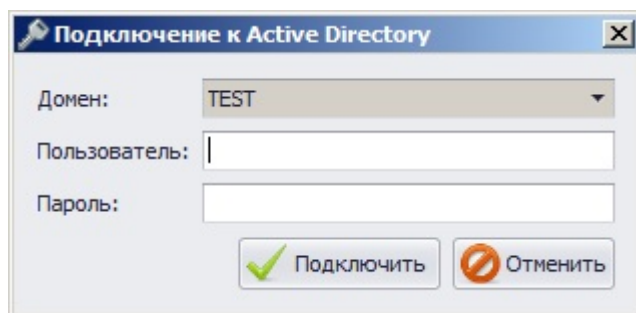 Подключение к Active Directory
Домен: TEST
Пользователь:
Пароль:
Подключить Отменить